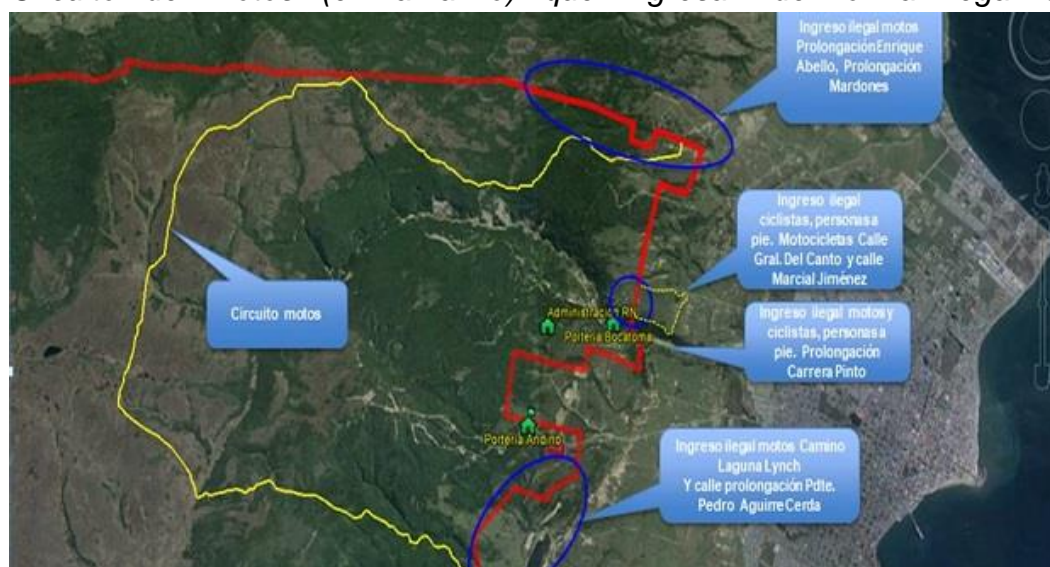 Ingreso ilegal motos
Prolongación Enrique
Abello, Prolongación
Mardones
Ingreso ilegal
ciclistas, personas a
pie. Motocicletas Calle
Gral. Del Canto y calle
Marcial Jiménez
Circuito motos
Administración RN
Portería Bocatoma
Ingreso ilegal motos y
ciclistas, personas a
pie. Prolongación
Carrera Pinto
Portería Andino
Ingreso ilegal motos Camino
Laguna Lynch
Y calle prolongación Pdte.
Pedro Aguirre Cerda